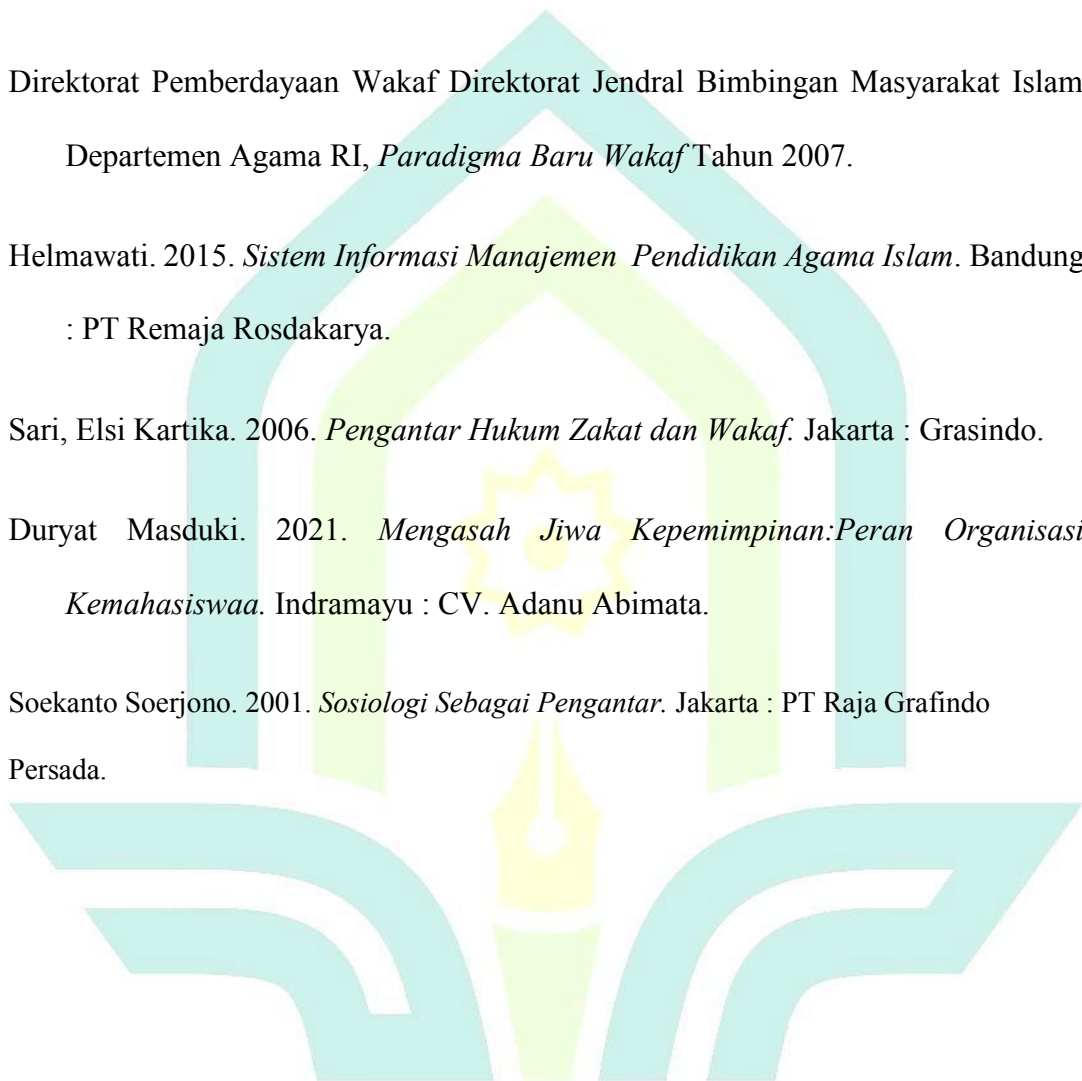 Direktorat Pemberdayaan Wakaf Direktorat Jendral Bimbingan Masyarakat Islam
Departemen Agama RI, Paradigma Baru Wakaf Tahun 2007.
Helmawati. 2015. Sistem Informasi Manajemen Pendidikan Agama Islam. Bandung
: PT Remaja Rosdakarya.
Sari, Elsi Kartika. 2006. Pengantar Hukum Zakat dan Wakaf. Jakarta : Grasindo.
Duryat Masduki. 2021. Mengasah Jiwa Kepemimpinan:Peran Organisasi
Kemahasiswaa. Indramayu : CV. Adanu Abimata.
Soekanto Soerjono. 2001. Sosiologi Sebagai Pengantar. Jakarta : PT Raja Grafindo
Persada.